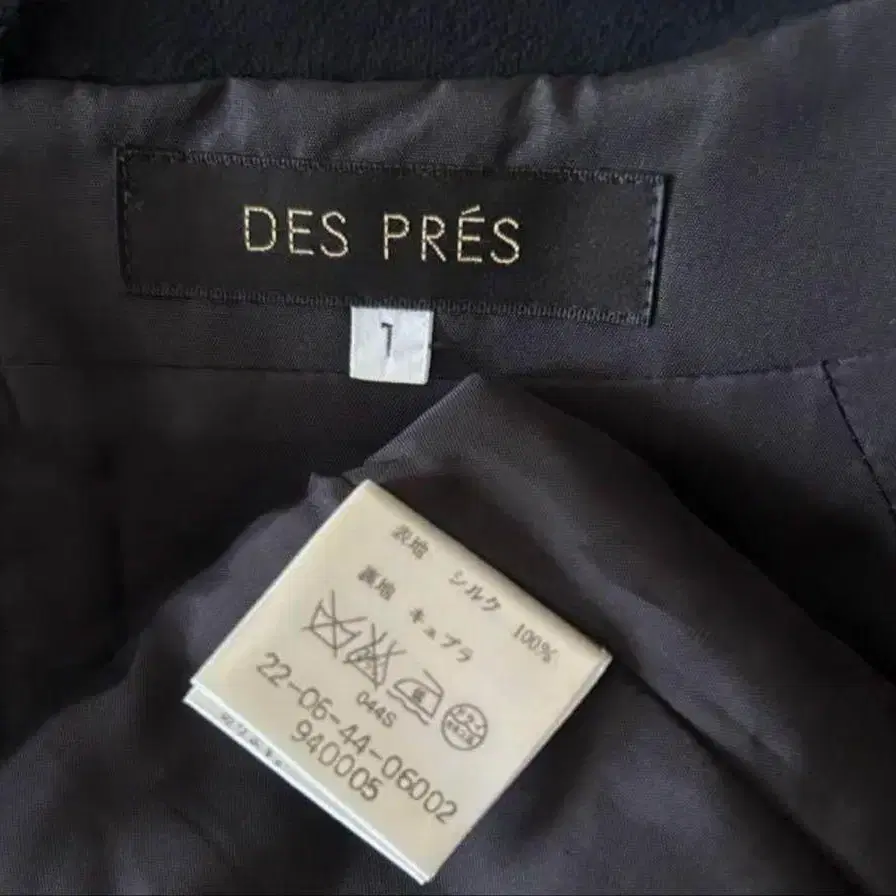 DES PRÉS
1
表地 シルク 100%
裏地 キュプラ
044S
22-06-44-06002
940005